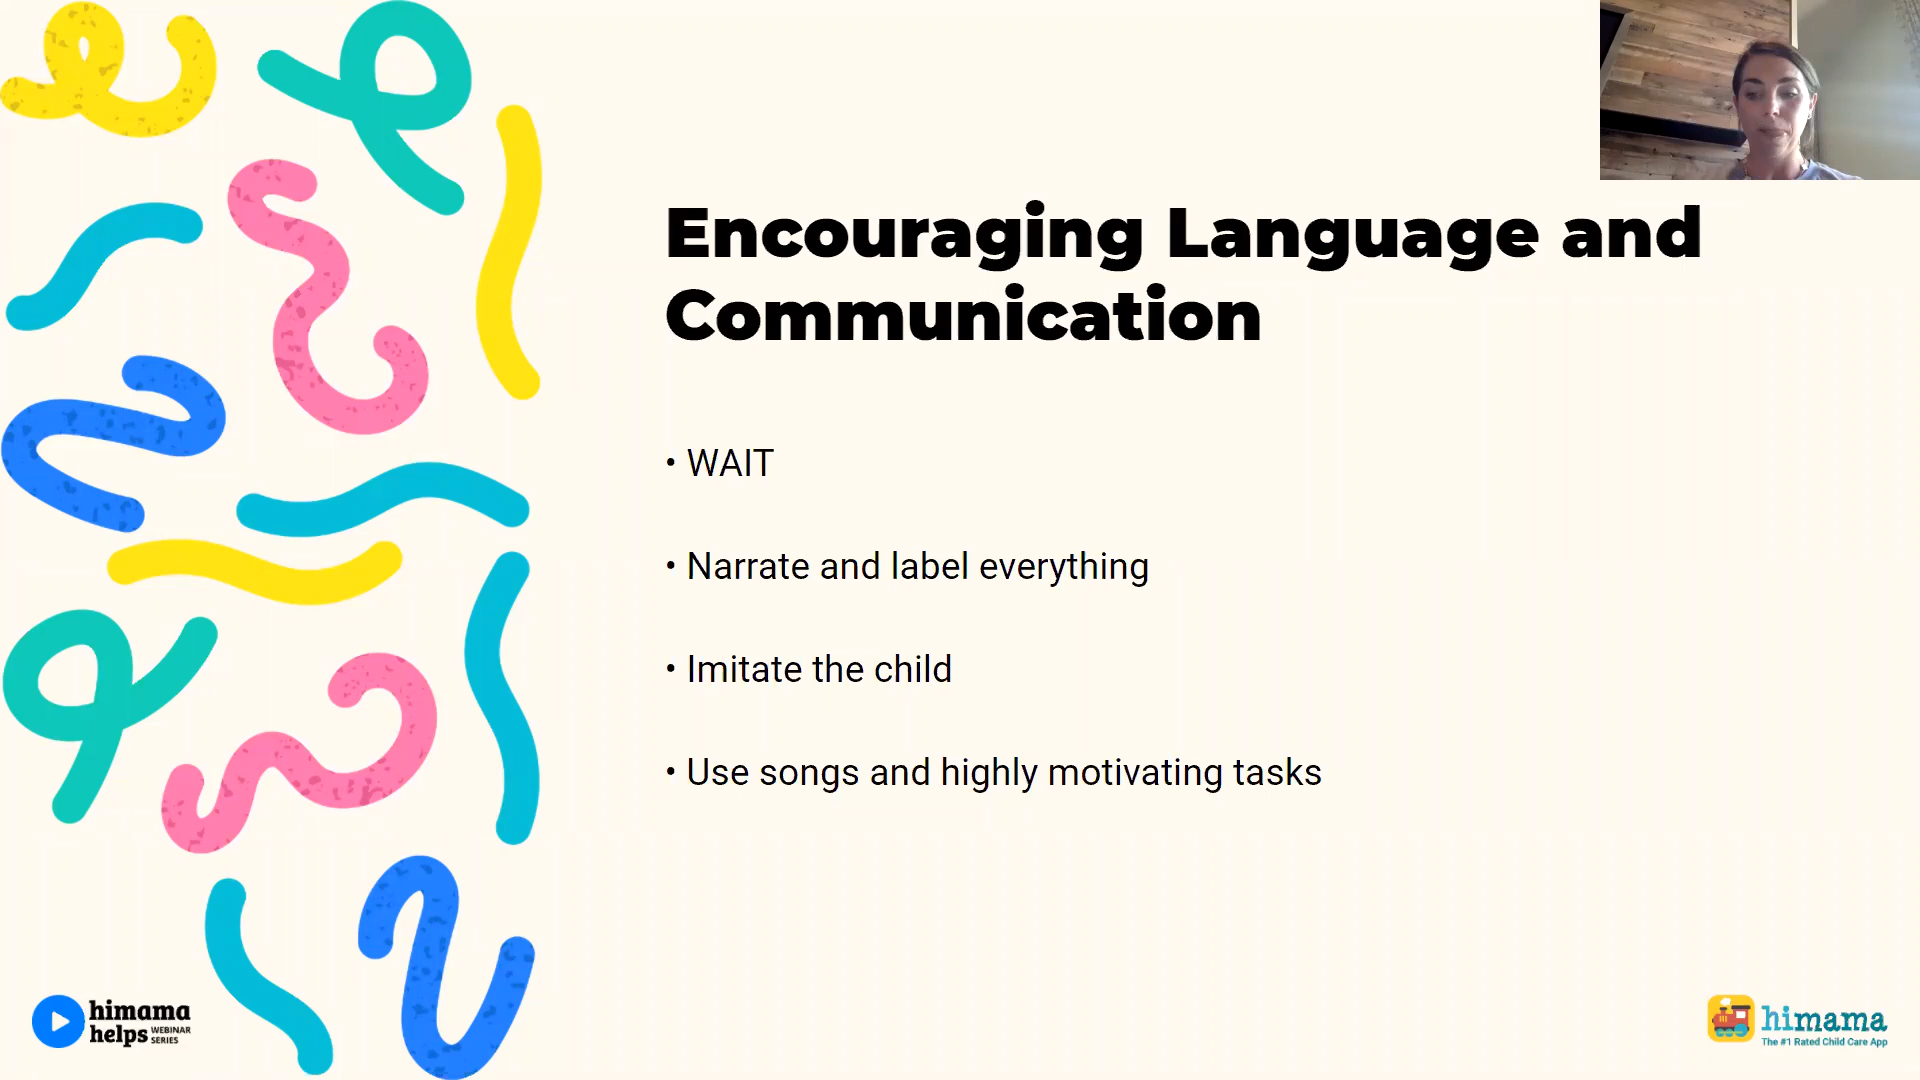 Encouraging Language and
Communication
• WAIT
• Narrate and label everything
• Imitate the child
• Use songs and highly motivating tasks
himama
helps WEBINAR SERIES
himama
The #1 Rated Child Care App